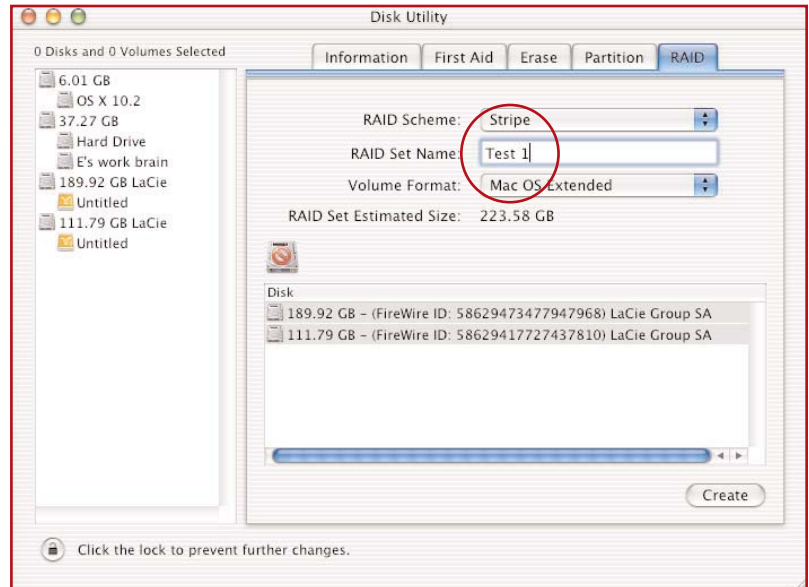 Disk Utility
0 Disks and 0 Volumes Selected
6.01 GB
OS X 10.2
37.27 GB
Hard Drive
E's work brain
189.92 GB LaCie
Untitled
111.79 GB LaCie
Untitled
Information First Aid Erase Partition RAID
RAID Scheme: Stripe
RAID Set Name: Test 1
Volume Format: Mac OS Extended
RAID Set Estimated Size: 223.58 GB
Disk
189.92 GB – (FireWire ID: 58629473477947968) LaCie Group SA
111.79 GB – (FireWire ID: 58629417727437810) LaCie Group SA
Create
Click the lock to prevent further changes.